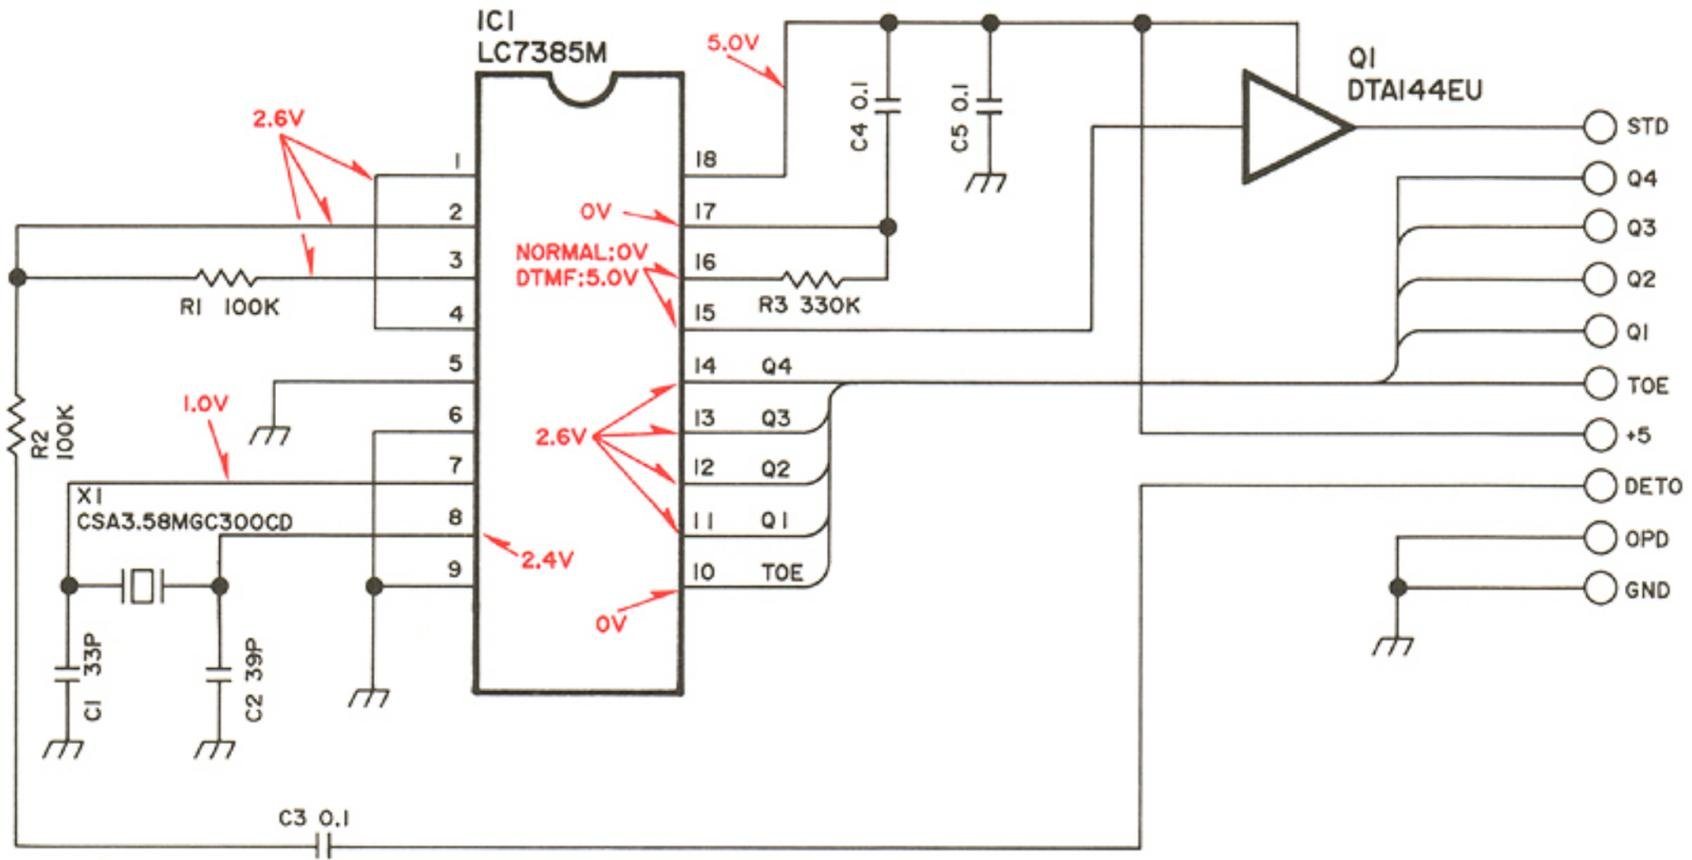 IC1
LC7385M
5.0V
Q1
DTA144EU
2.6V
C4 0.1
C5 0.1
STD
1
18
Q4
2
0V
17
Q3
NORMAL;0V
DTMF;5.0V
3
16
Q2
R1 100K
R3 330K
4
15
Q1
5
14 Q4
TOE
1.0V
R2
100K
6
2.6V
13 Q3
+5
7
12 Q2
DETO
X1
CSA3.58MGC300CD
8
11 Q1
2.4V
OPD
9
10 TOE
GND
0V
C1 33P
C2 39P
C3 0.1